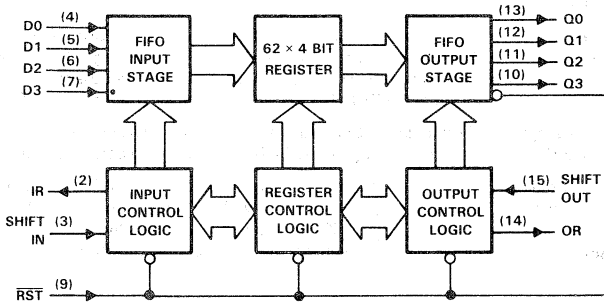 D0 (4)
D1 (5)
D2 (6)
D3 (7)
FIFO
INPUT
STAGE
62 × 4 BIT
REGISTER
FIFO
OUTPUT
STAGE
(13) Q0
(12) Q1
(11) Q2
(10) Q3
IR (2)
SHIFT
IN (3)
INPUT
CONTROL
LOGIC
REGISTER
CONTROL
LOGIC
OUTPUT
CONTROL
LOGIC
(15) SHIFT
OUT
(14) OR
RST (9)